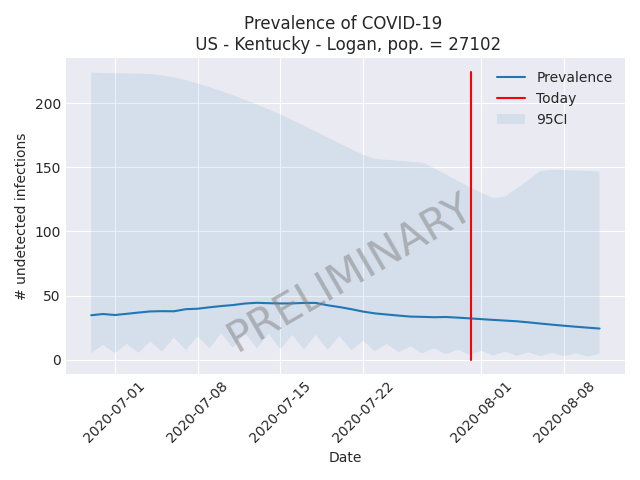 Prevalence of COVID-19
US - Kentucky - Logan, pop. = 27102
Prevalence
Today
95CI
# undetected infections
200
150
100
50
0
PRELIMINARY
2020-07-01
2020-07-08
2020-07-15
2020-07-22
2020-08-01
2020-08-08
Date